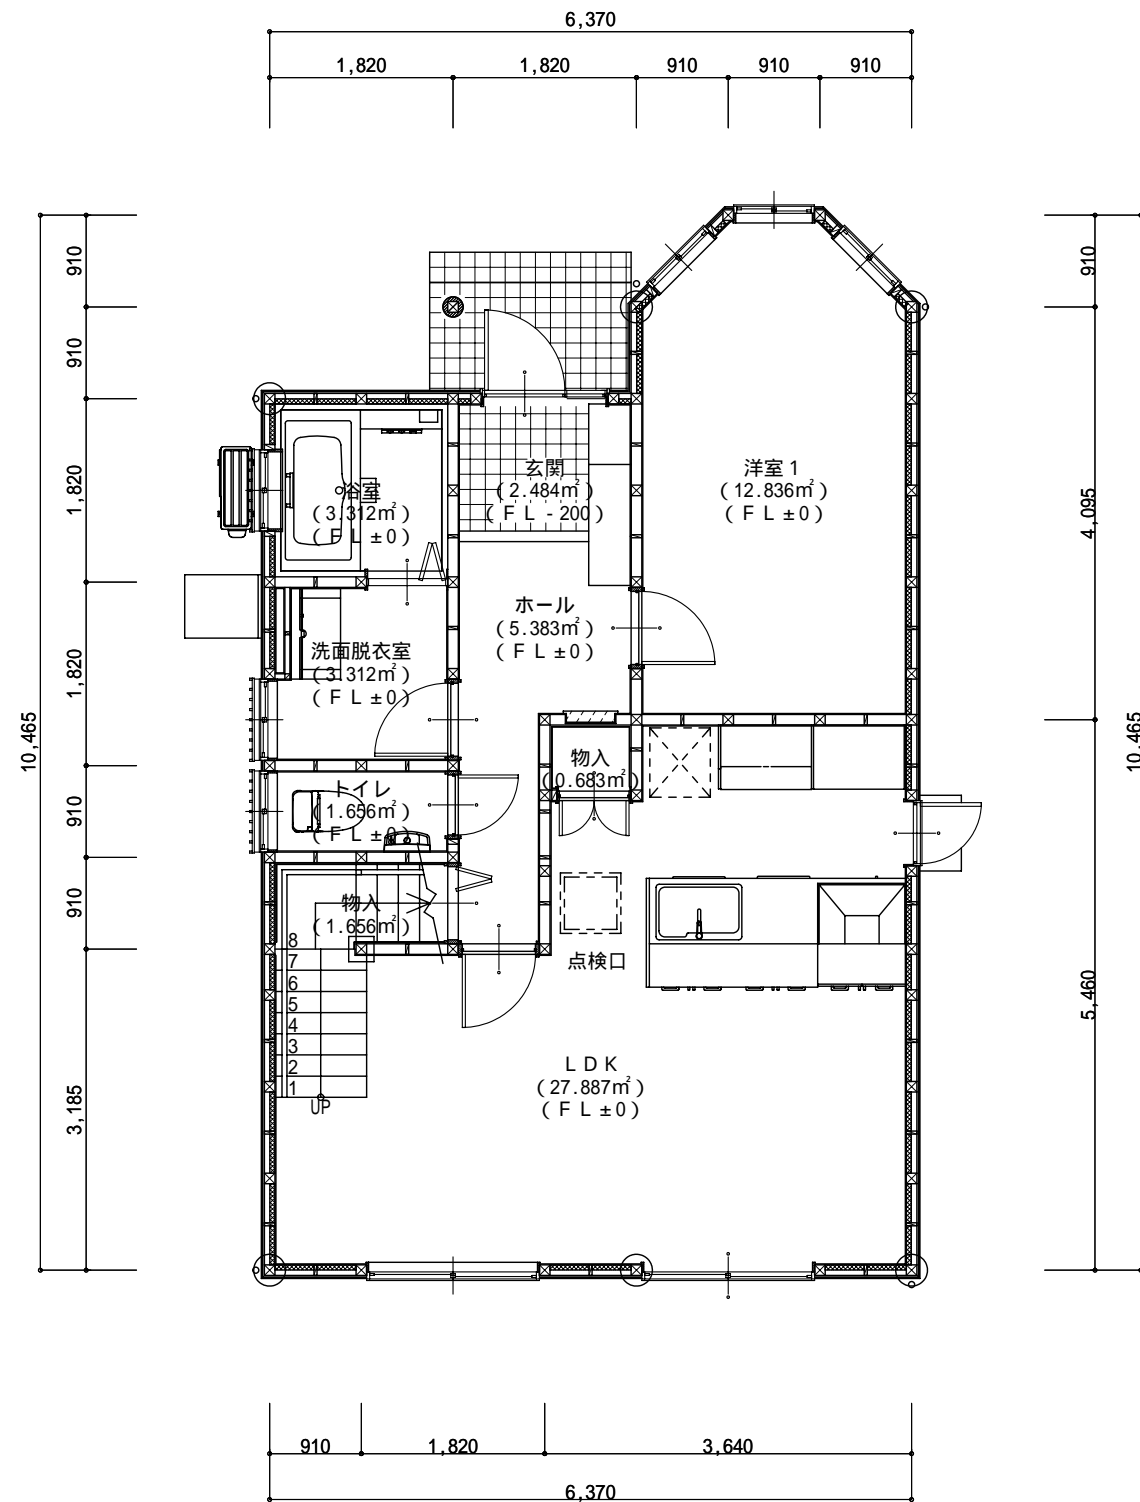 6,370
1,820
1,820
910
910
910
910
910
1,820
1,820
910
910
3,185
10,465
910
4,095
5,460
10,465
洋室1
(12.836㎡)
(FL±0)
玄関
(2.484㎡)
(FL-200)
浴室
(3.312㎡)
(FL±0)
ホール
(5.383㎡)
(FL±0)
洗面脱衣室
(3.312㎡)
(FL±0)
物入
(0.683㎡)
トイレ
(1.656㎡)
(FL±0)
物入
(1.656㎡)
点検口
8
7
6
5
4
3
2
1
UP
LDK
(27.887㎡)
(FL±0)
910
1,820
3,640
6,370